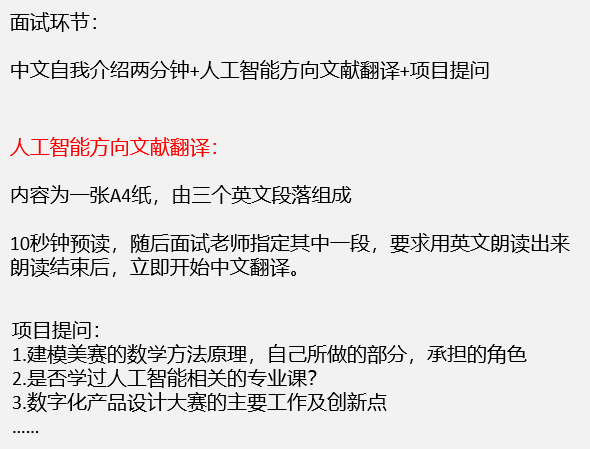 面试环节：
中文自我介绍两分钟+人工智能方向文献翻译+项目提问
人工智能方向文献翻译：
内容为一张A4纸，由三个英文段落组成
10秒钟预读，随后面试老师指定其中一段，要求用英文朗读出来
朗读结束后，立即开始中文翻译。
项目提问：
1.建模美赛的数学方法原理，自己所做的部分，承担的角色
2.是否学过人工智能相关的专业课？
3.数字化产品设计大赛的主要工作及创新点
……